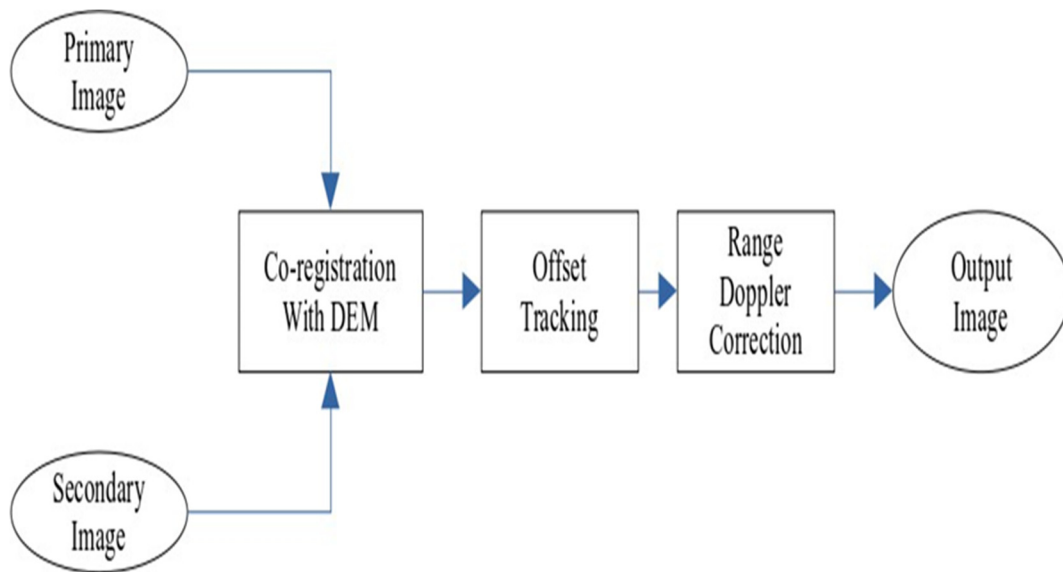 Primary
Image
Co-registration
With DEM
Offset
Tracking
Range
Doppler
Correction
Output
Image
Secondary
Image